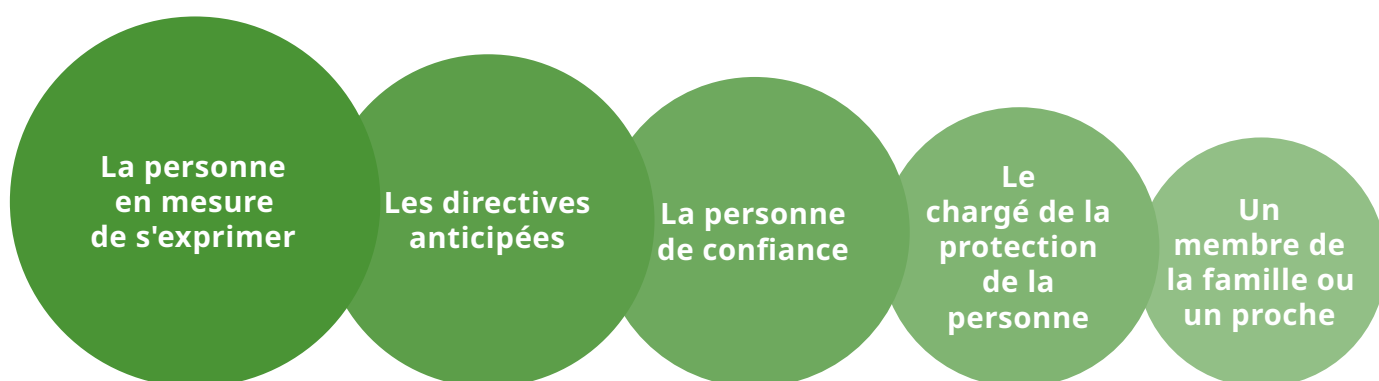 La personne
en mesure
de s'exprimer
Les directives
anticipées
La personne
de confiance
Le
chargé de la
protection
de la
personne
Un
membre de
la famille ou
un proche